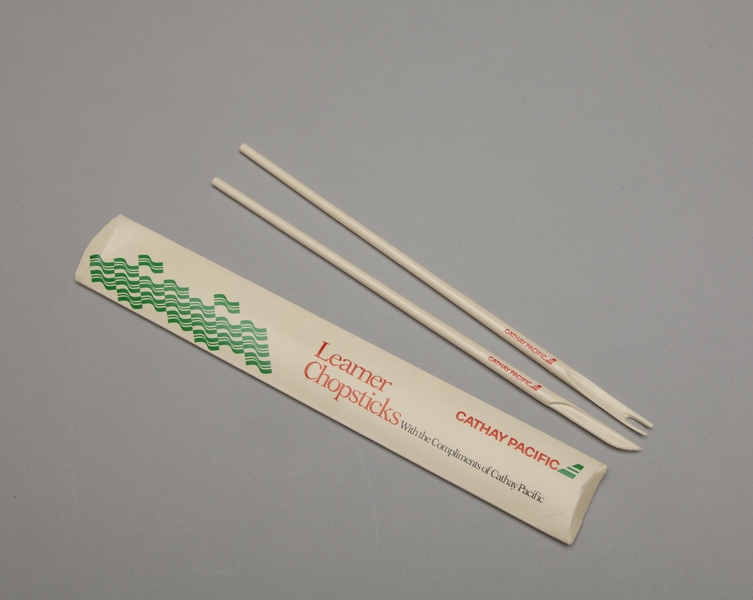 CATHAY PACIFIC
CATHAY PACIFIC
Learner
Chopsticks
With the Compliments of Cathay Pacific
CATHAY PACIFIC